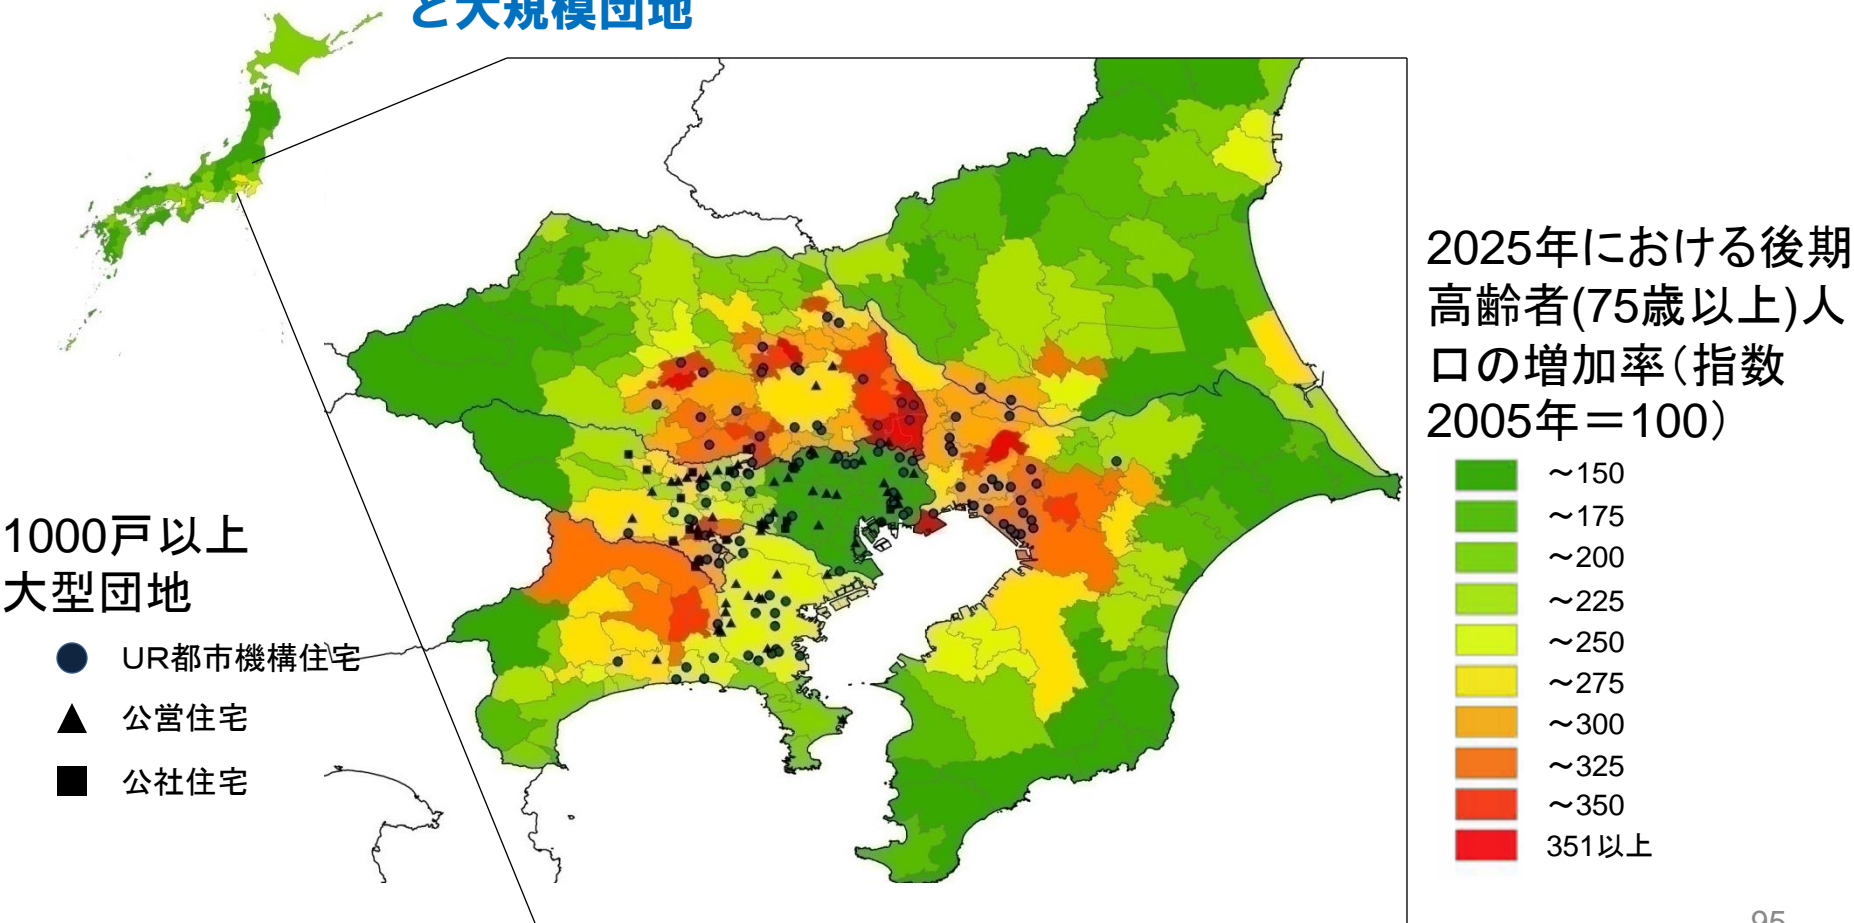 と大規模団地
2025年における後期
高齢者(75歳以上)人
口の増加率（指数
2005年＝100）
～150
～175
～200
～225
～250
～275
～300
～325
～350
351以上
1000戸以上
大型団地
UR都市機構住宅
公営住宅
公社住宅
95